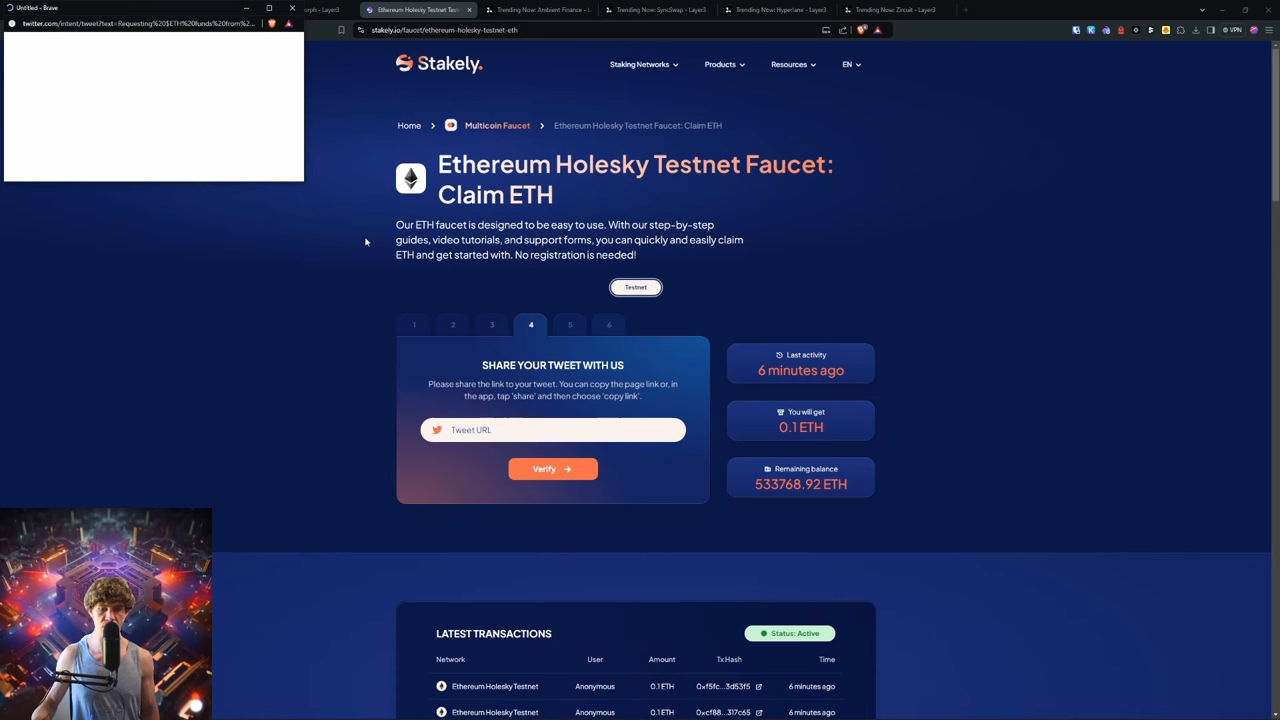 Untitled - Brave
twitter.com/intent/tweet?text=Requesting%20$ETH%20funds%20from%2...
orph - Layer3
Ethereum Holesky Testnet Test
Trending Now: Ambient Finance - L
Trending Now: SyncSwap - Layer3
Trending Now: Hyperlane - Layer3
Trending Now: Zircuit - Layer3
stakely.io/faucet/ethereum-holesky-testnet-eth
VPN
Stakely.
Staking Networks
Products
Resources
EN
Home
Multicoin Faucet
Ethereum Holesky Testnet Faucet: Claim ETH
Ethereum Holesky Testnet Faucet:
Claim ETH
Our ETH faucet is designed to be easy to use. With our step-by-step
guides, video tutorials, and support forms, you can quickly and easily claim
ETH and get started with. No registration is needed!
Testnet
1
2
3
4
5
6
SHARE YOUR TWEET WITH US
Please share the link to your tweet. You can copy the page link or, in
the app, tap 'share' and then choose 'copy link'.
Tweet URL
Verify
Last activity
6 minutes ago
You will get
0.1 ETH
Remaining balance
533768.92 ETH
LATEST TRANSACTIONS
Status: Active
Network
User
Amount
Tx Hash
Time
Ethereum Holesky Testnet
Anonymous
0.1 ETH
0xf5fc...3d53f5
6 minutes ago
Ethereum Holesky Testnet
Anonymous
0.1 ETH
0xcf88...317c65
6 minutes ago